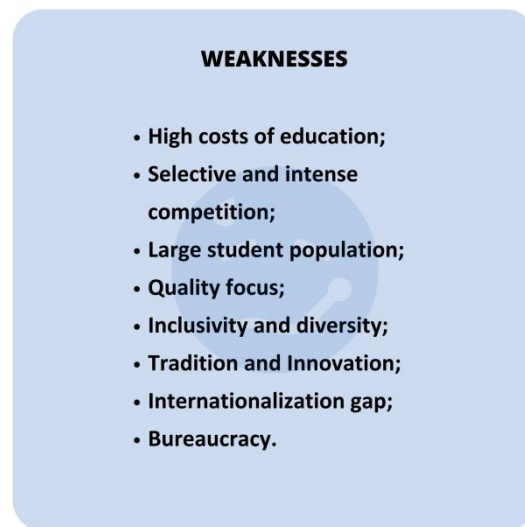 WEAKNESSES
• High costs of education;
• Selective and intense
competition;
• Large student population;
• Quality focus;
• Inclusivity and diversity;
• Tradition and Innovation;
• Internationalization gap;
• Bureaucracy.